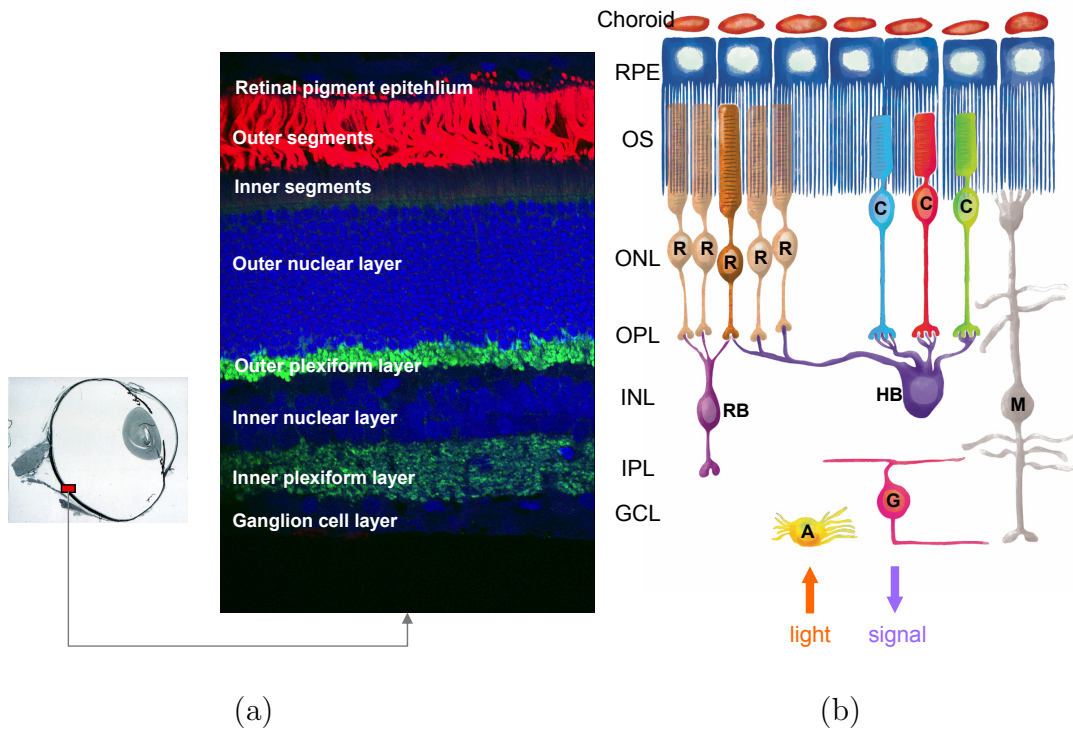 Retinal pigment epitehlium
Outer segments
Inner segments
Outer nuclear layer
Outer plexiform layer
Inner nuclear layer
Inner plexiform layer
Ganglion cell layer
(a)
Choroid
RPE
OS
C
C
C
ONL
R
R
R
R
R
OPL
INL
RB
HB
M
IPL
G
GCL
A
light
signal
(b)